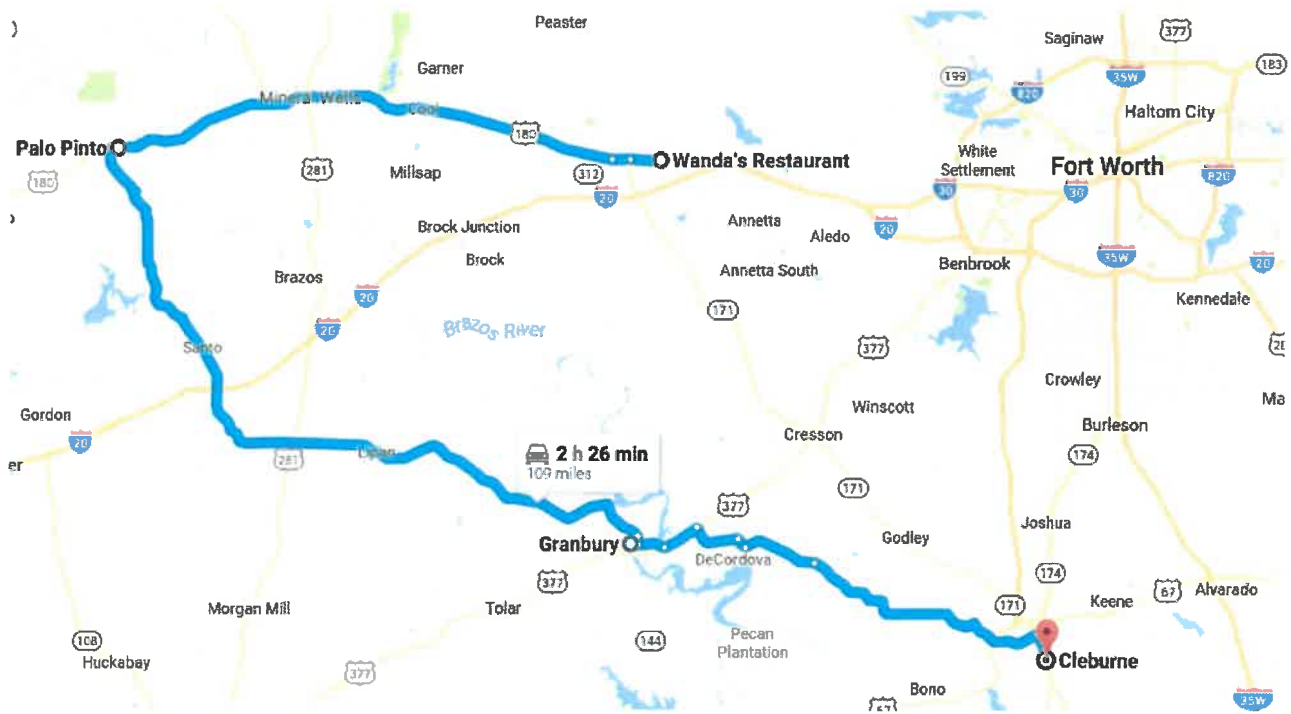 Peaster
Saginaw
377
183
Garner
199
820
35W
Haltom City
Mineral Wells
Cool
180
Palo Pinto
Wanda's Restaurant
White
Settlement
Fort Worth
180
281
Millsap
312
20
30
30
820
Brock Junction
Annetta
Aledo
20
Brock
Annetta South
Benbrook
35W
20
Brazos
20
171
Kennedale
20
Brazos River
377
Santo
Crowley
Ma
Gordon
Winscott
20
Cresson
Burleson
er
281
Lipan
2 h 26 min
109 miles
174
171
377
Joshua
Granbury
Godley
DeCordova
377
174
67
Alvarado
Morgan Mill
Tolar
171
Keene
108
144
Pecan
Plantation
Huckabay
377
Cleburne
Bono
67
35W